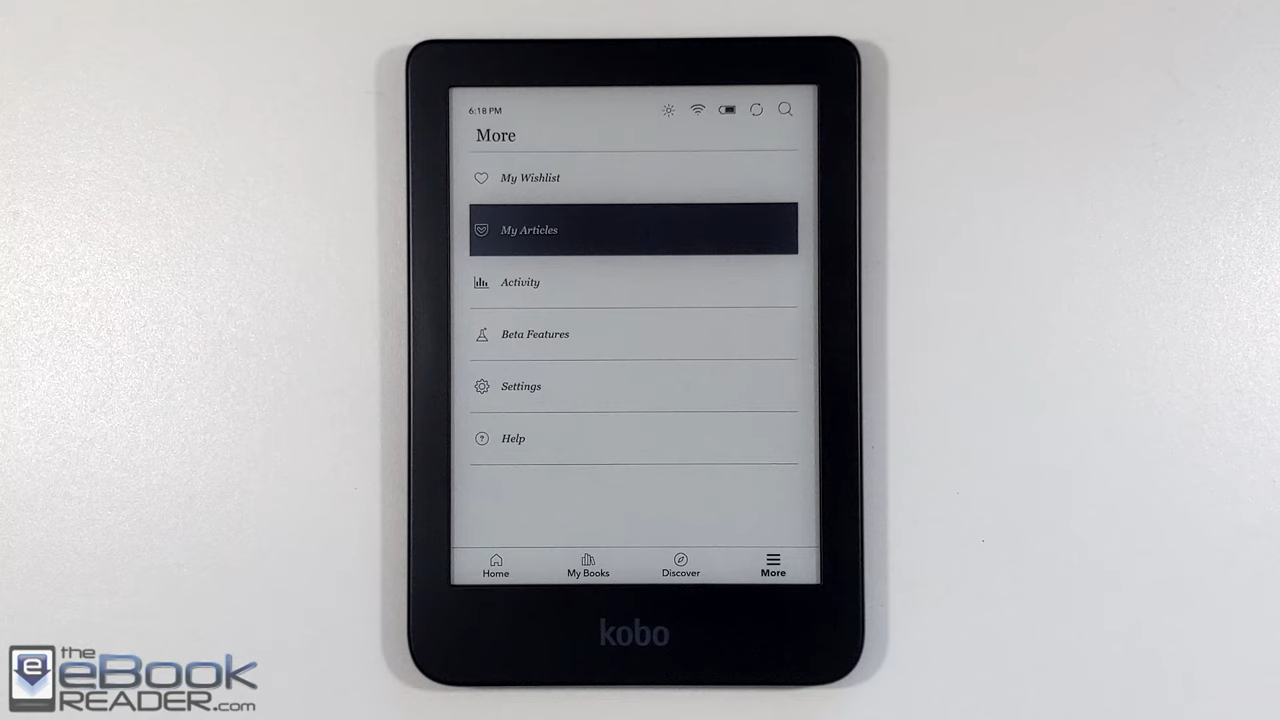 6:18 PM
More
My Wishlist
My Articles
Activity
Beta Features
Settings
Help
Home
My Books
Discover
More
kobo
the
eBook
READER.com